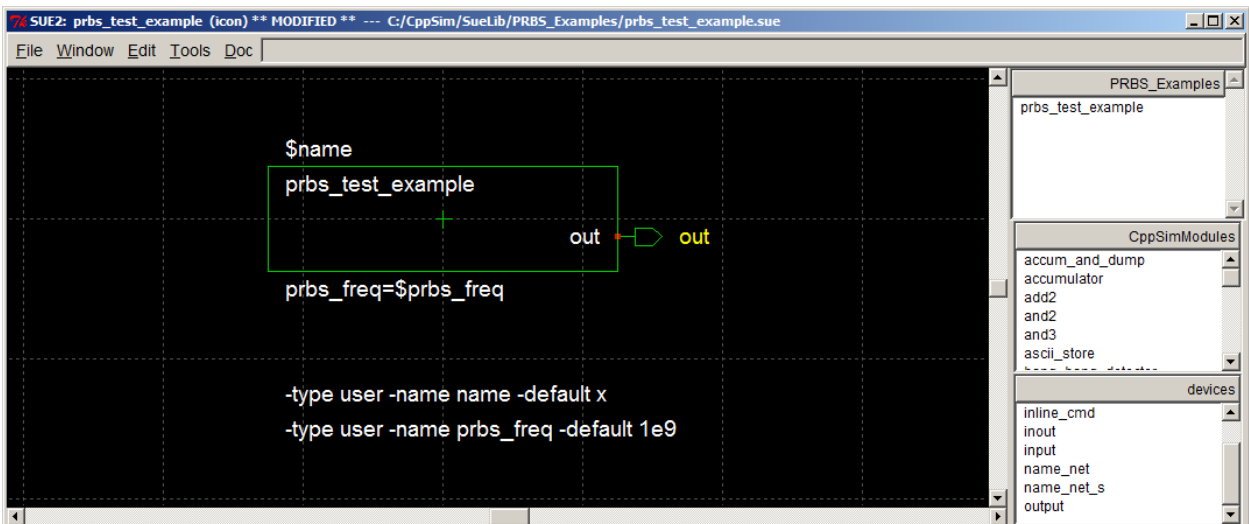 SUE2: prbs_test_example (icon) ** MODIFIED ** --- C:/CppSim/SueLib/PRBS_Examples/prbs_test_example.sue
File Window Edit Tools Doc
$name
prbs_test_example
out
out
prbs_freq=$prbs_freq
-type user -name name -default x
-type user -name prbs_freq -default 1e9
PRBS_Examples
prbs_test_example
CppSimModules
accum_and_dump
accumulator
add2
and2
and3
ascii_store
devices
inline_cmd
inout
input
name_net
name_net_s
output